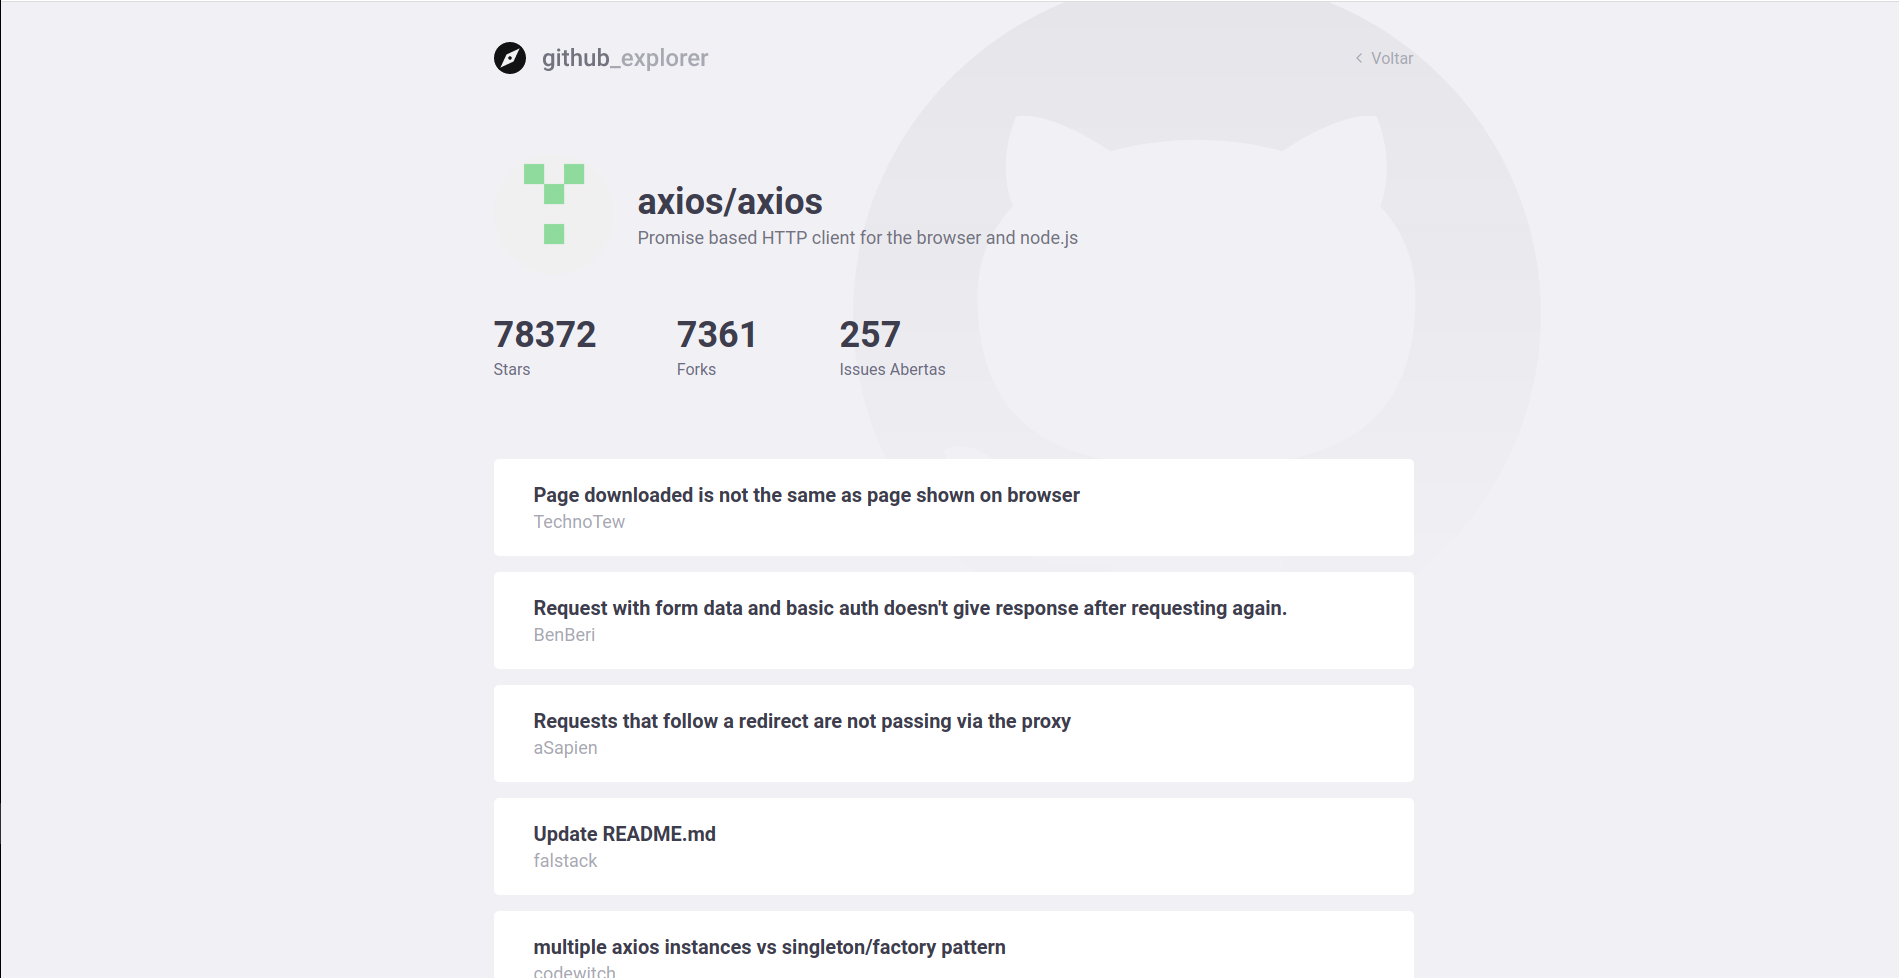 github_explorer
Voltar
axios/axios
Promise based HTTP client for the browser and node.js
78372
7361
257
Stars
Forks
Issues Abertas
Page downloaded is not the same as page shown on browser
TechnoTew
Request with form data and basic auth doesn't give response after requesting again.
BenBeri
Requests that follow a redirect are not passing via the proxy
aSapien
Update README.md
falstack
multiple axios instances vs singleton/factory pattern
codewitch